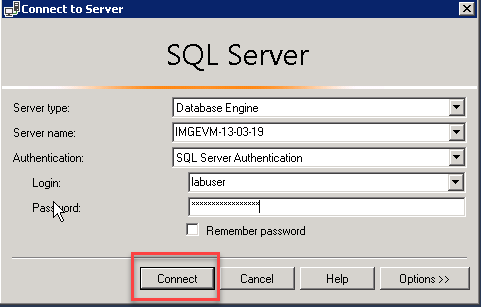 Connect to Server
SQL Server
Server type: Database Engine
Server name: IMGEVM-13-03-19
Authentication: SQL Server Authentication
Login: labuser
Password: ****************
Remember password
Connect Cancel Help Options >>